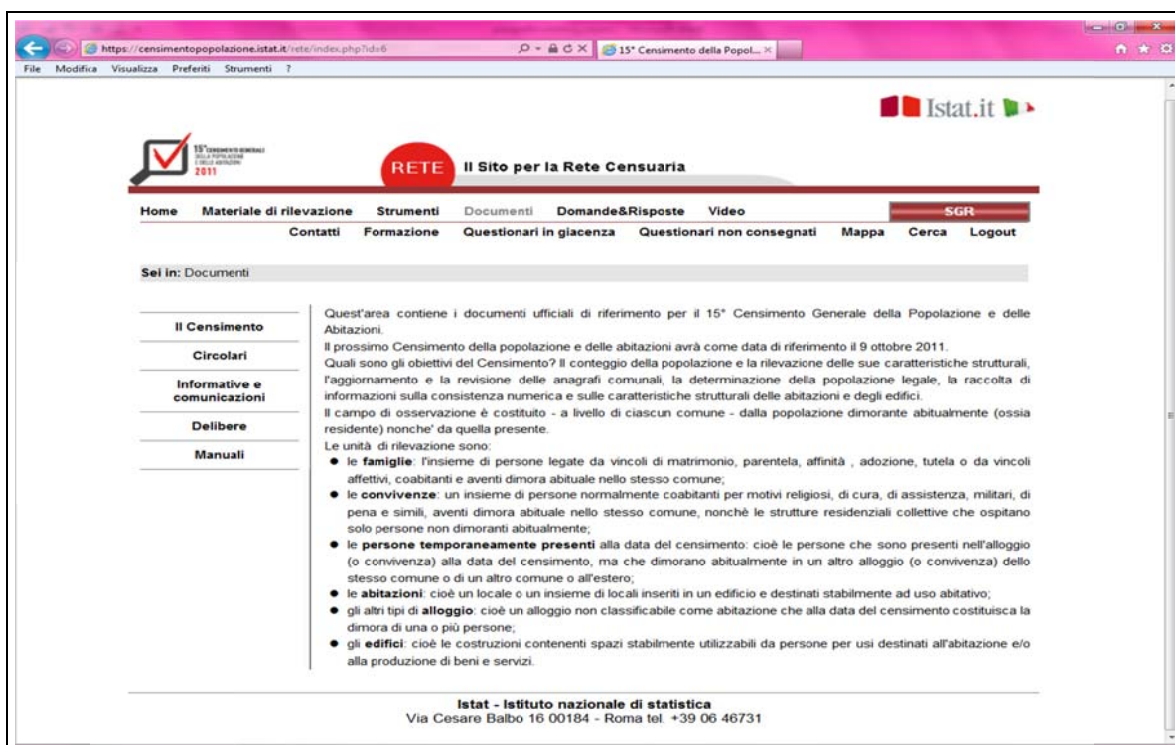 https://censimentopopolazione.istat.it/rete/index.php?id=6
15° Censimento della Popol...
File Modifica Visualizza Preferiti Strumenti ?
Istat.it
15° CENSIMENTO GENERALE
DELLA POPOLAZIONE
E DELLE ABITAZIONI
2011
RETE
Il Sito per la Rete Censuaria
Home Materiale di rilevazione Strumenti Documenti Domande&Risposte Video SGR
Contatti Formazione Questionari in giacenza Questionari non consegnati Mappa Cerca Logout
Sei in: Documenti
Il Censimento
Circolari
Informative e
comunicazioni
Delibere
Manuali
Quest'area contiene i documenti ufficiali di riferimento per il 15° Censimento Generale della Popolazione e delle
Abitazioni.
Il prossimo Censimento della popolazione e delle abitazioni avrà come data di riferimento il 9 ottobre 2011.
Quali sono gli obiettivi del Censimento? Il conteggio della popolazione e la rilevazione delle sue caratteristiche strutturali,
l'aggiornamento e la revisione delle anagrafi comunali, la determinazione della popolazione legale, la raccolta di
informazioni sulla consistenza numerica e sulle caratteristiche strutturali delle abitazioni e degli edifici.
Il campo di osservazione è costituito - a livello di ciascun comune - dalla popolazione dimorante abitualmente (ossia
residente) nonche' da quella presente.
Le unità di rilevazione sono:
● le famiglie: l'insieme di persone legate da vincoli di matrimonio, parentela, affinità , adozione, tutela o da vincoli
affettivi, coabitanti e aventi dimora abituale nello stesso comune;
● le convivenze: un insieme di persone normalmente coabitanti per motivi religiosi, di cura, di assistenza, militari, di
pena e simili, aventi dimora abituale nello stesso comune, nonchè le strutture residenziali collettive che ospitano
solo persone non dimoranti abitualmente;
● le persone temporaneamente presenti alla data del censimento: cioè le persone che sono presenti nell'alloggio
(o convivenza) alla data del censimento, ma che dimorano abitualmente in un altro alloggio (o convivenza) dello
stesso comune o di un altro comune o all'estero;
● le abitazioni: cioè un locale o un insieme di locali inseriti in un edificio e destinati stabilmente ad uso abitativo;
● gli altri tipi di alloggio: cioè un alloggio non classificabile come abitazione che alla data del censimento costituisca la
dimora di una o più persone;
● gli edifici: cioè le costruzioni contenenti spazi stabilmente utilizzabili da persone per usi destinati all'abitazione e/o
alla produzione di beni e servizi.
Istat - Istituto nazionale di statistica
Via Cesare Balbo 16 00184 - Roma tel. +39 06 46731